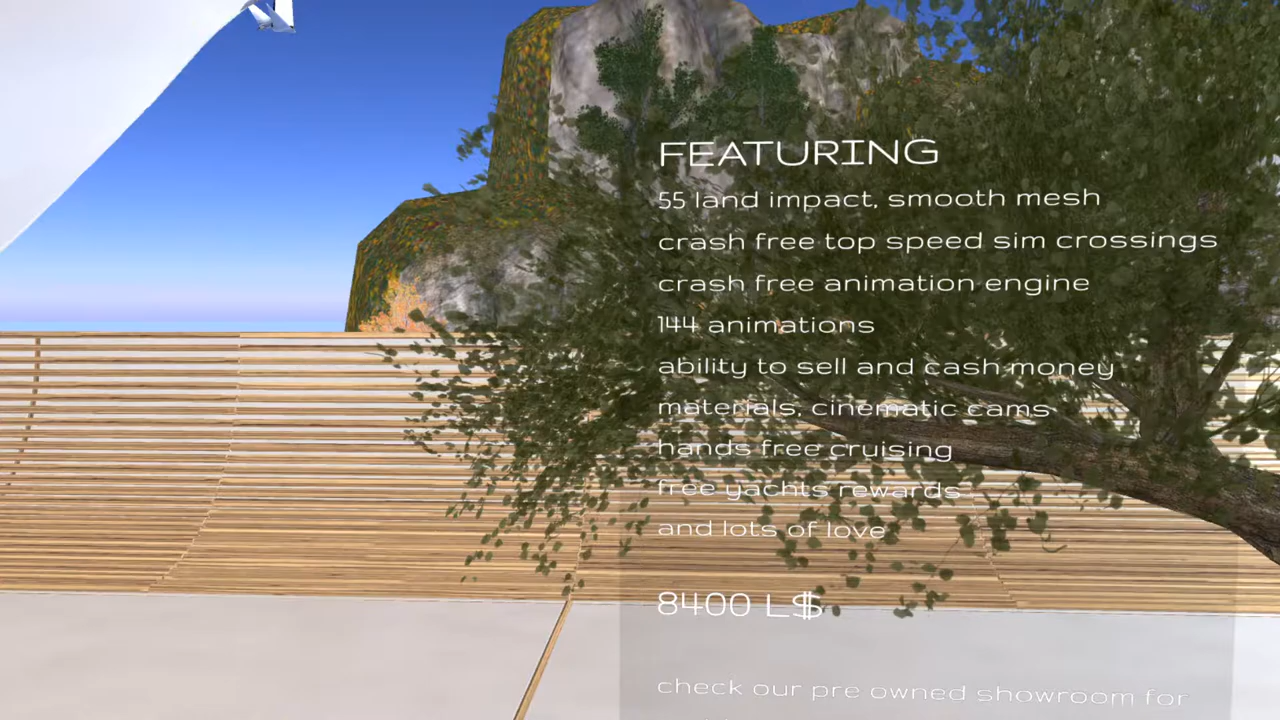 FEATURING
55 land impact, smooth mesh
crash free top speed sim crossings
crash free animation engine
144 animations
ability to sell and cash money
materials, cinematic cams
hands free cruising
free yachts rewards
and lots of love
8400 L$
check our pre owned showroom for